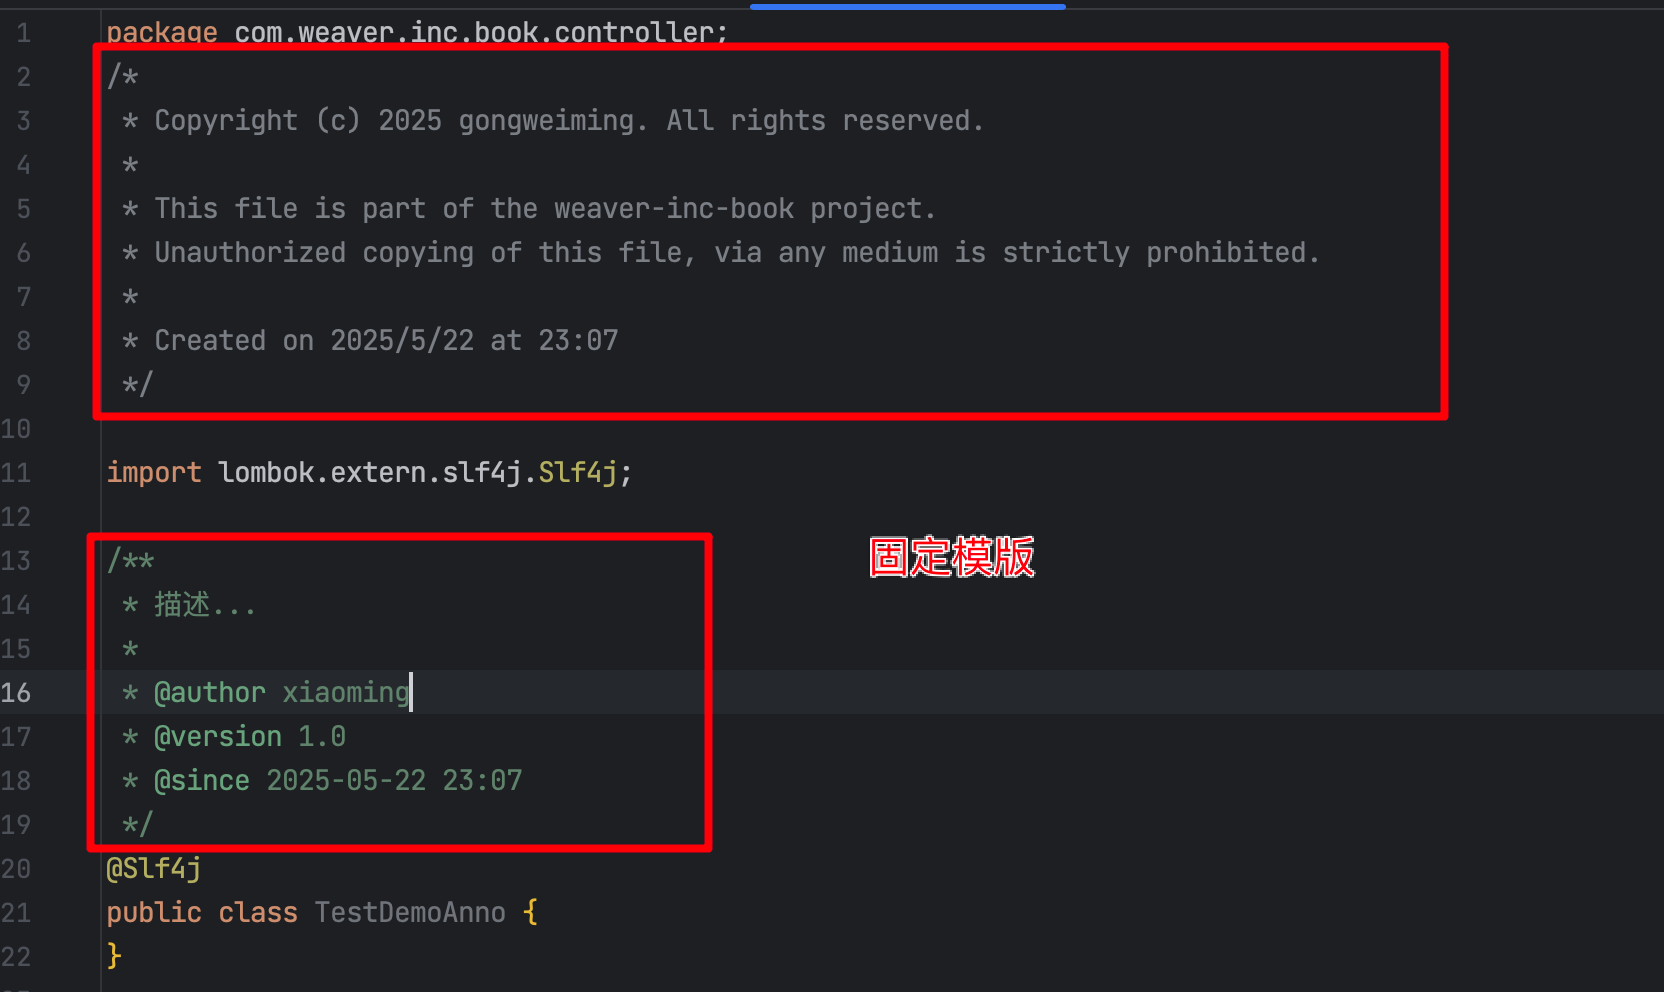 1 package com.weaver.inc.book.controller;
2 /*
3 * Copyright (c) 2025 gongweiming. All rights reserved.
4 *
5 * This file is part of the weaver-inc-book project.
6 * Unauthorized copying of this file, via any medium is strictly prohibited.
7 *
8 * Created on 2025/5/22 at 23:07
9 */
10
11 import lombok.extern.slf4j.Slf4j;
12
13 /**
固定模版
14 * 描述...
15 *
16 * @author xiaoming
17 * @version 1.0
18 * @since 2025-05-22 23:07
19 */
20 @Slf4j
21 public class TestDemoAnno {
22 }